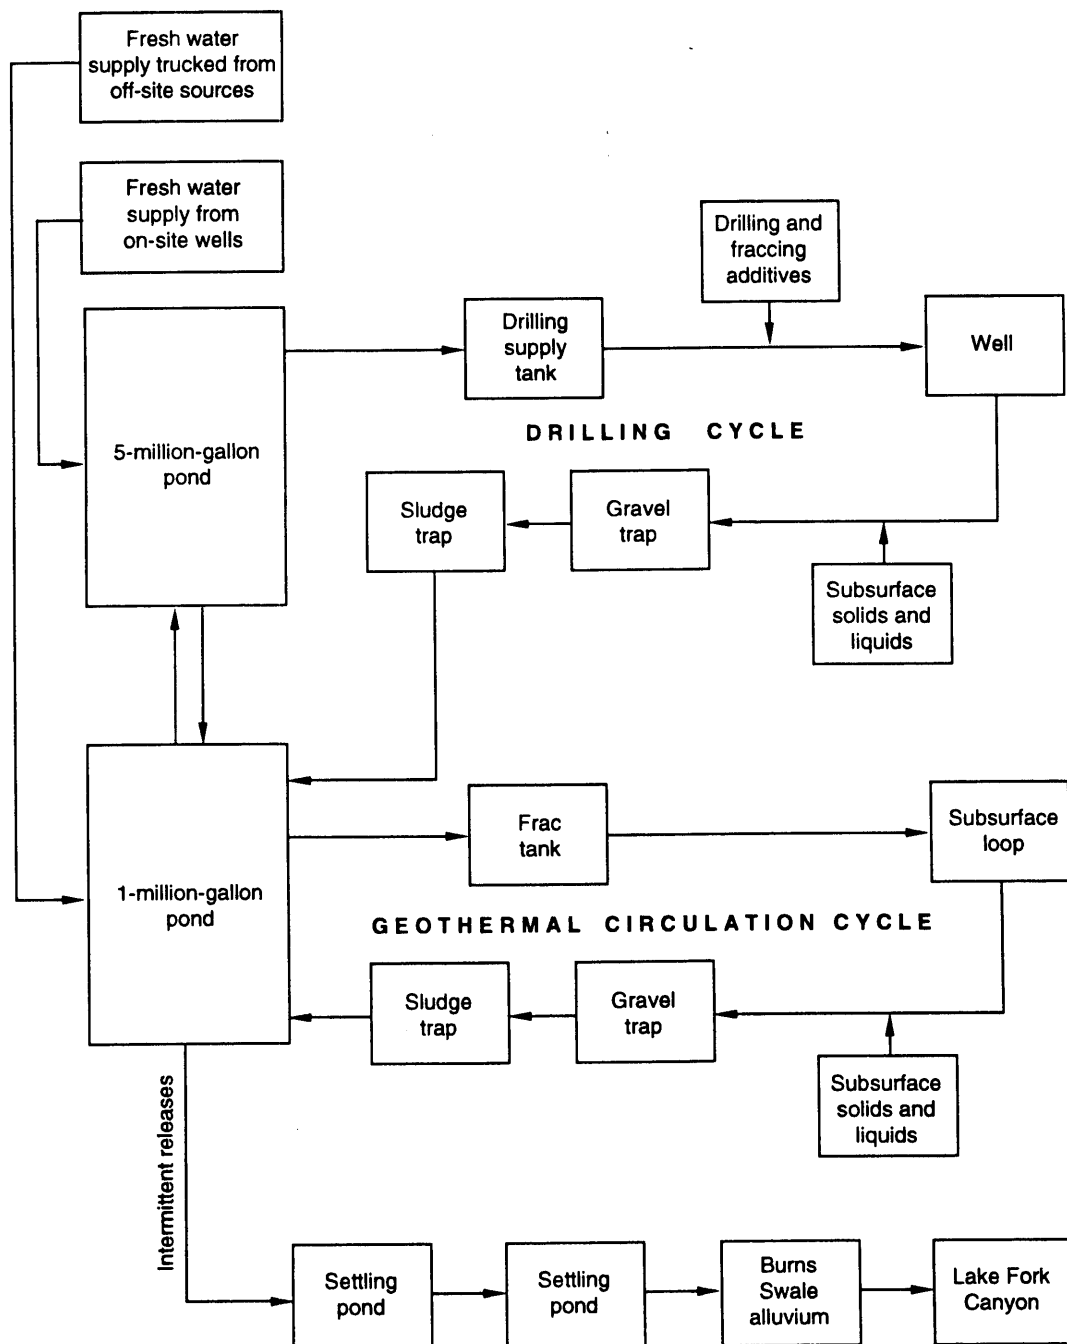 Fresh water
supply trucked from
off-site sources
Fresh water
supply from
on-site wells
Drilling and
fraccing
additives
Drilling
supply
tank
Well
5-million-gallon
pond
DRILLING CYCLE
Sludge
trap
Gravel
trap
Subsurface
solids and
liquids
Frac
tank
Subsurface
loop
1-million-gallon
pond
GEOTHERMAL CIRCULATION CYCLE
Sludge
trap
Gravel
trap
Subsurface
solids and
liquids
Intermittent releases
Settling
pond
Settling
pond
Burns
Swale
alluvium
Lake Fork
Canyon